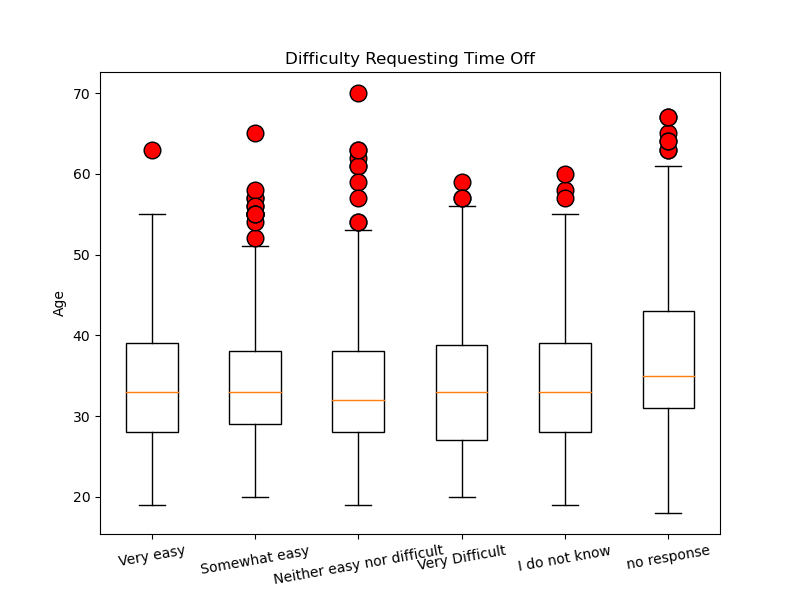 Difficulty Requesting Time Off
70
60
50
40
30
20
Age
Very easy
Somewhat easy
Neither easy nor difficult
Very Difficult
I do not know
no response